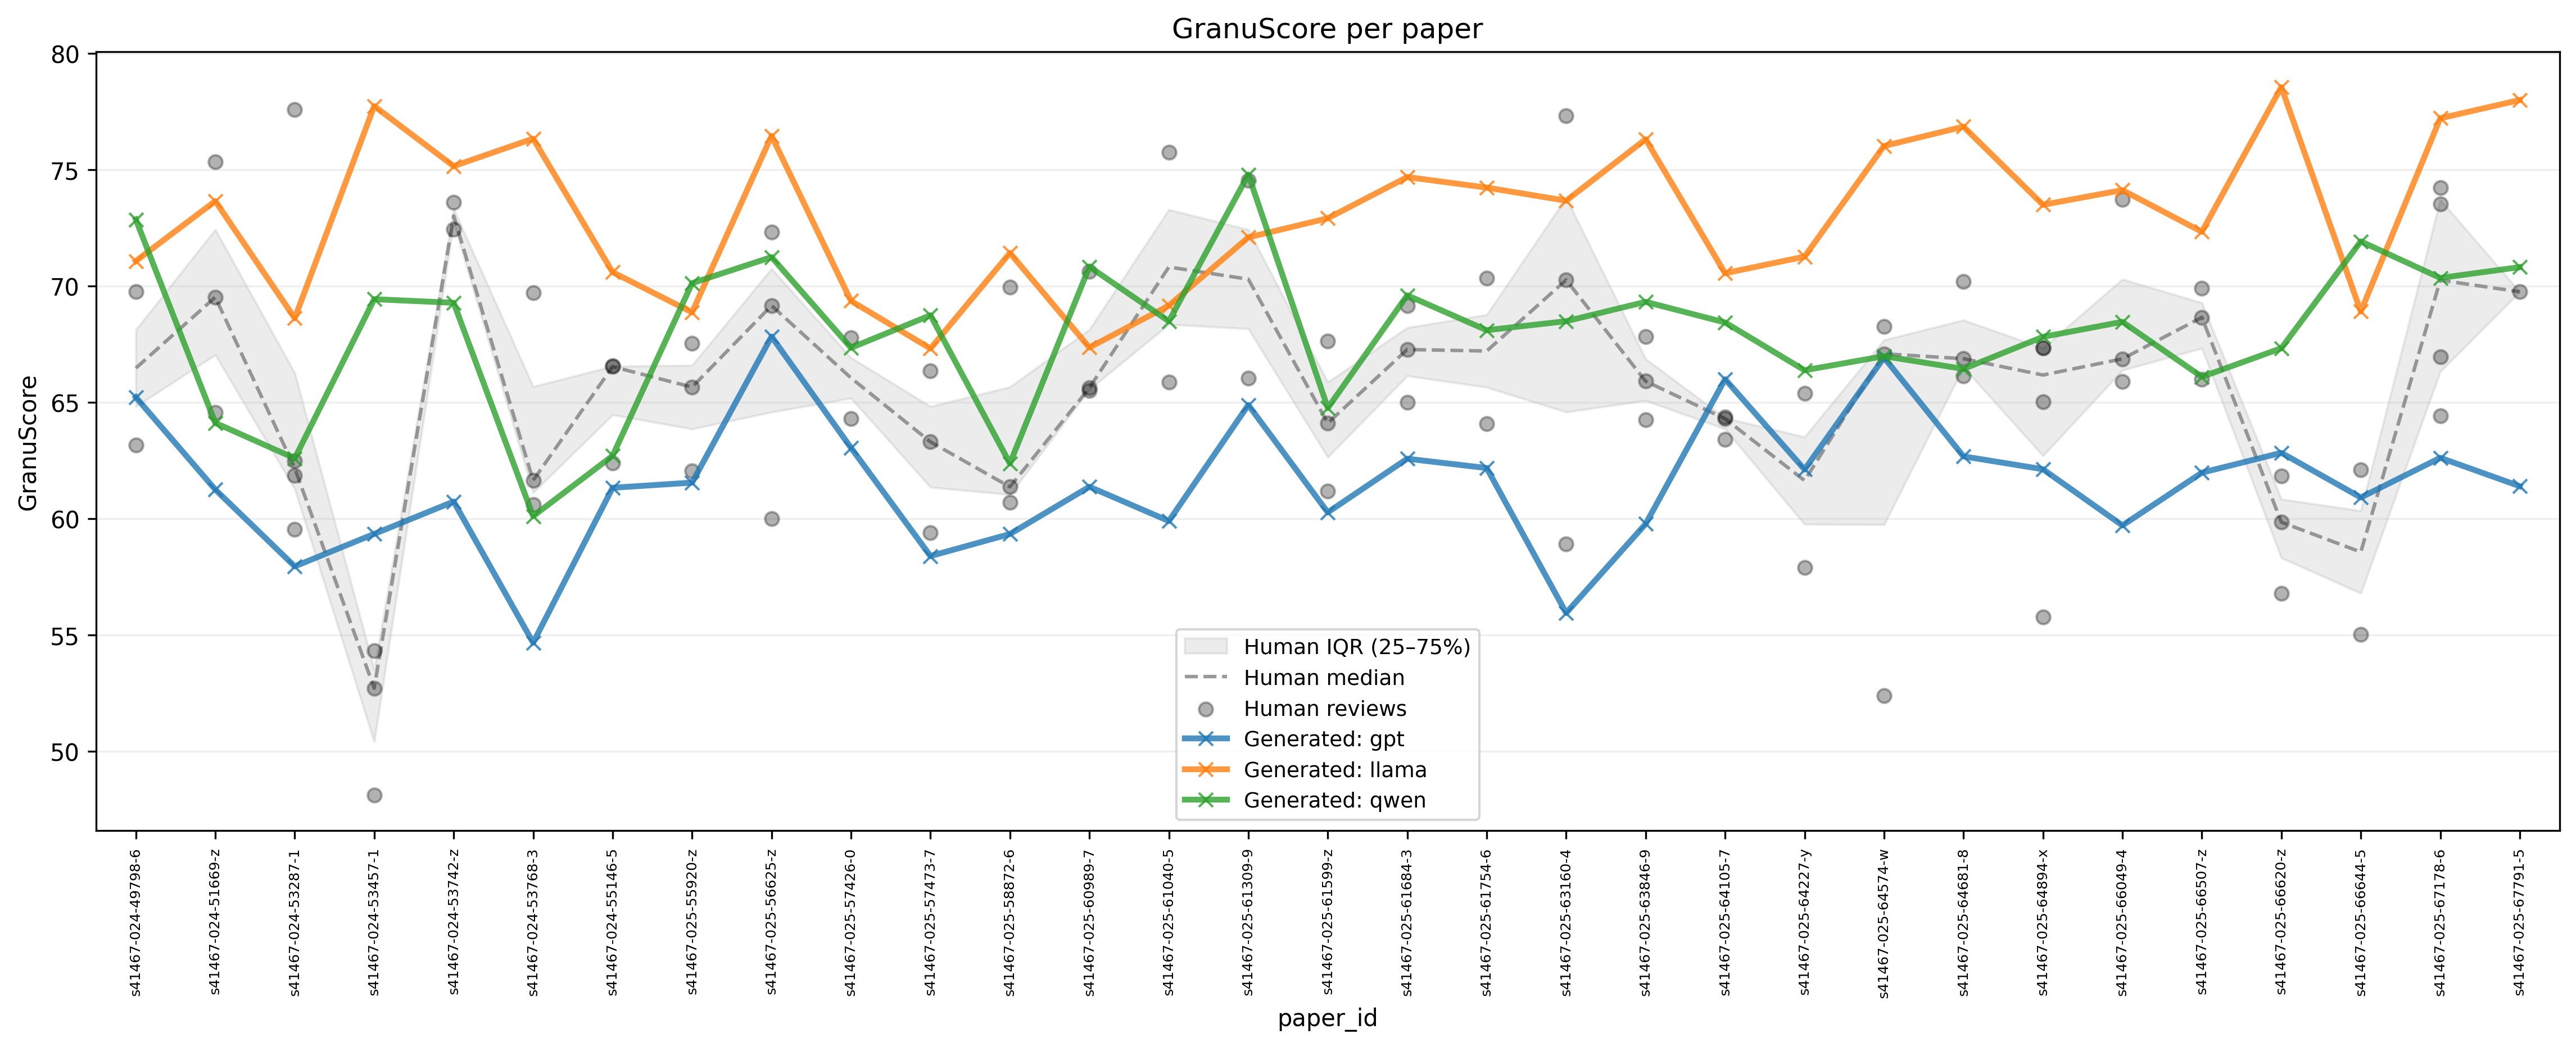 GranuScore per paper
GranuScore
80
75
70
65
60
55
50
Human IQR (25–75%)
Human median
Human reviews
Generated: gpt
Generated: llama
Generated: qwen
s41467-024-49798-6
s41467-024-51669-z
s41467-024-53287-1
s41467-024-53457-1
s41467-024-53742-z
s41467-024-53768-3
s41467-024-55146-5
s41467-025-55920-z
s41467-025-56625-z
s41467-025-57426-0
s41467-025-57473-7
s41467-025-58872-6
s41467-025-60989-7
s41467-025-61040-5
s41467-025-61309-9
s41467-025-61599-z
s41467-025-61684-3
s41467-025-61754-6
s41467-025-63160-4
s41467-025-63846-9
s41467-025-64105-7
s41467-025-64227-y
s41467-025-64574-w
s41467-025-64681-8
s41467-025-64894-x
s41467-025-66049-4
s41467-025-66507-z
s41467-025-66620-z
s41467-025-66644-5
s41467-025-67178-6
s41467-025-67791-5
paper_id